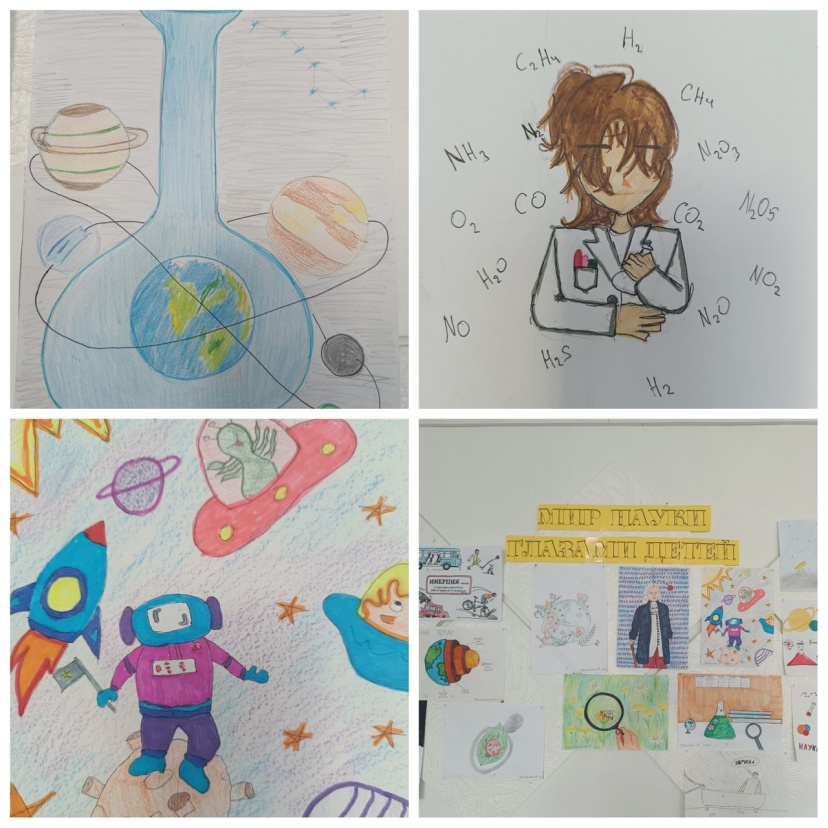 H₂
C₂H₄
CH₄
N₂
NH₃
N₂O₃
CO
CO₂
N₂O₅
O₂
H₂O
NO₂
N₂O
NO
H₂S
H₂
МИР НАУКИ
ГЛАЗАМИ ДЕТЕЙ
ИНЕРЦИЯ
НАУКА